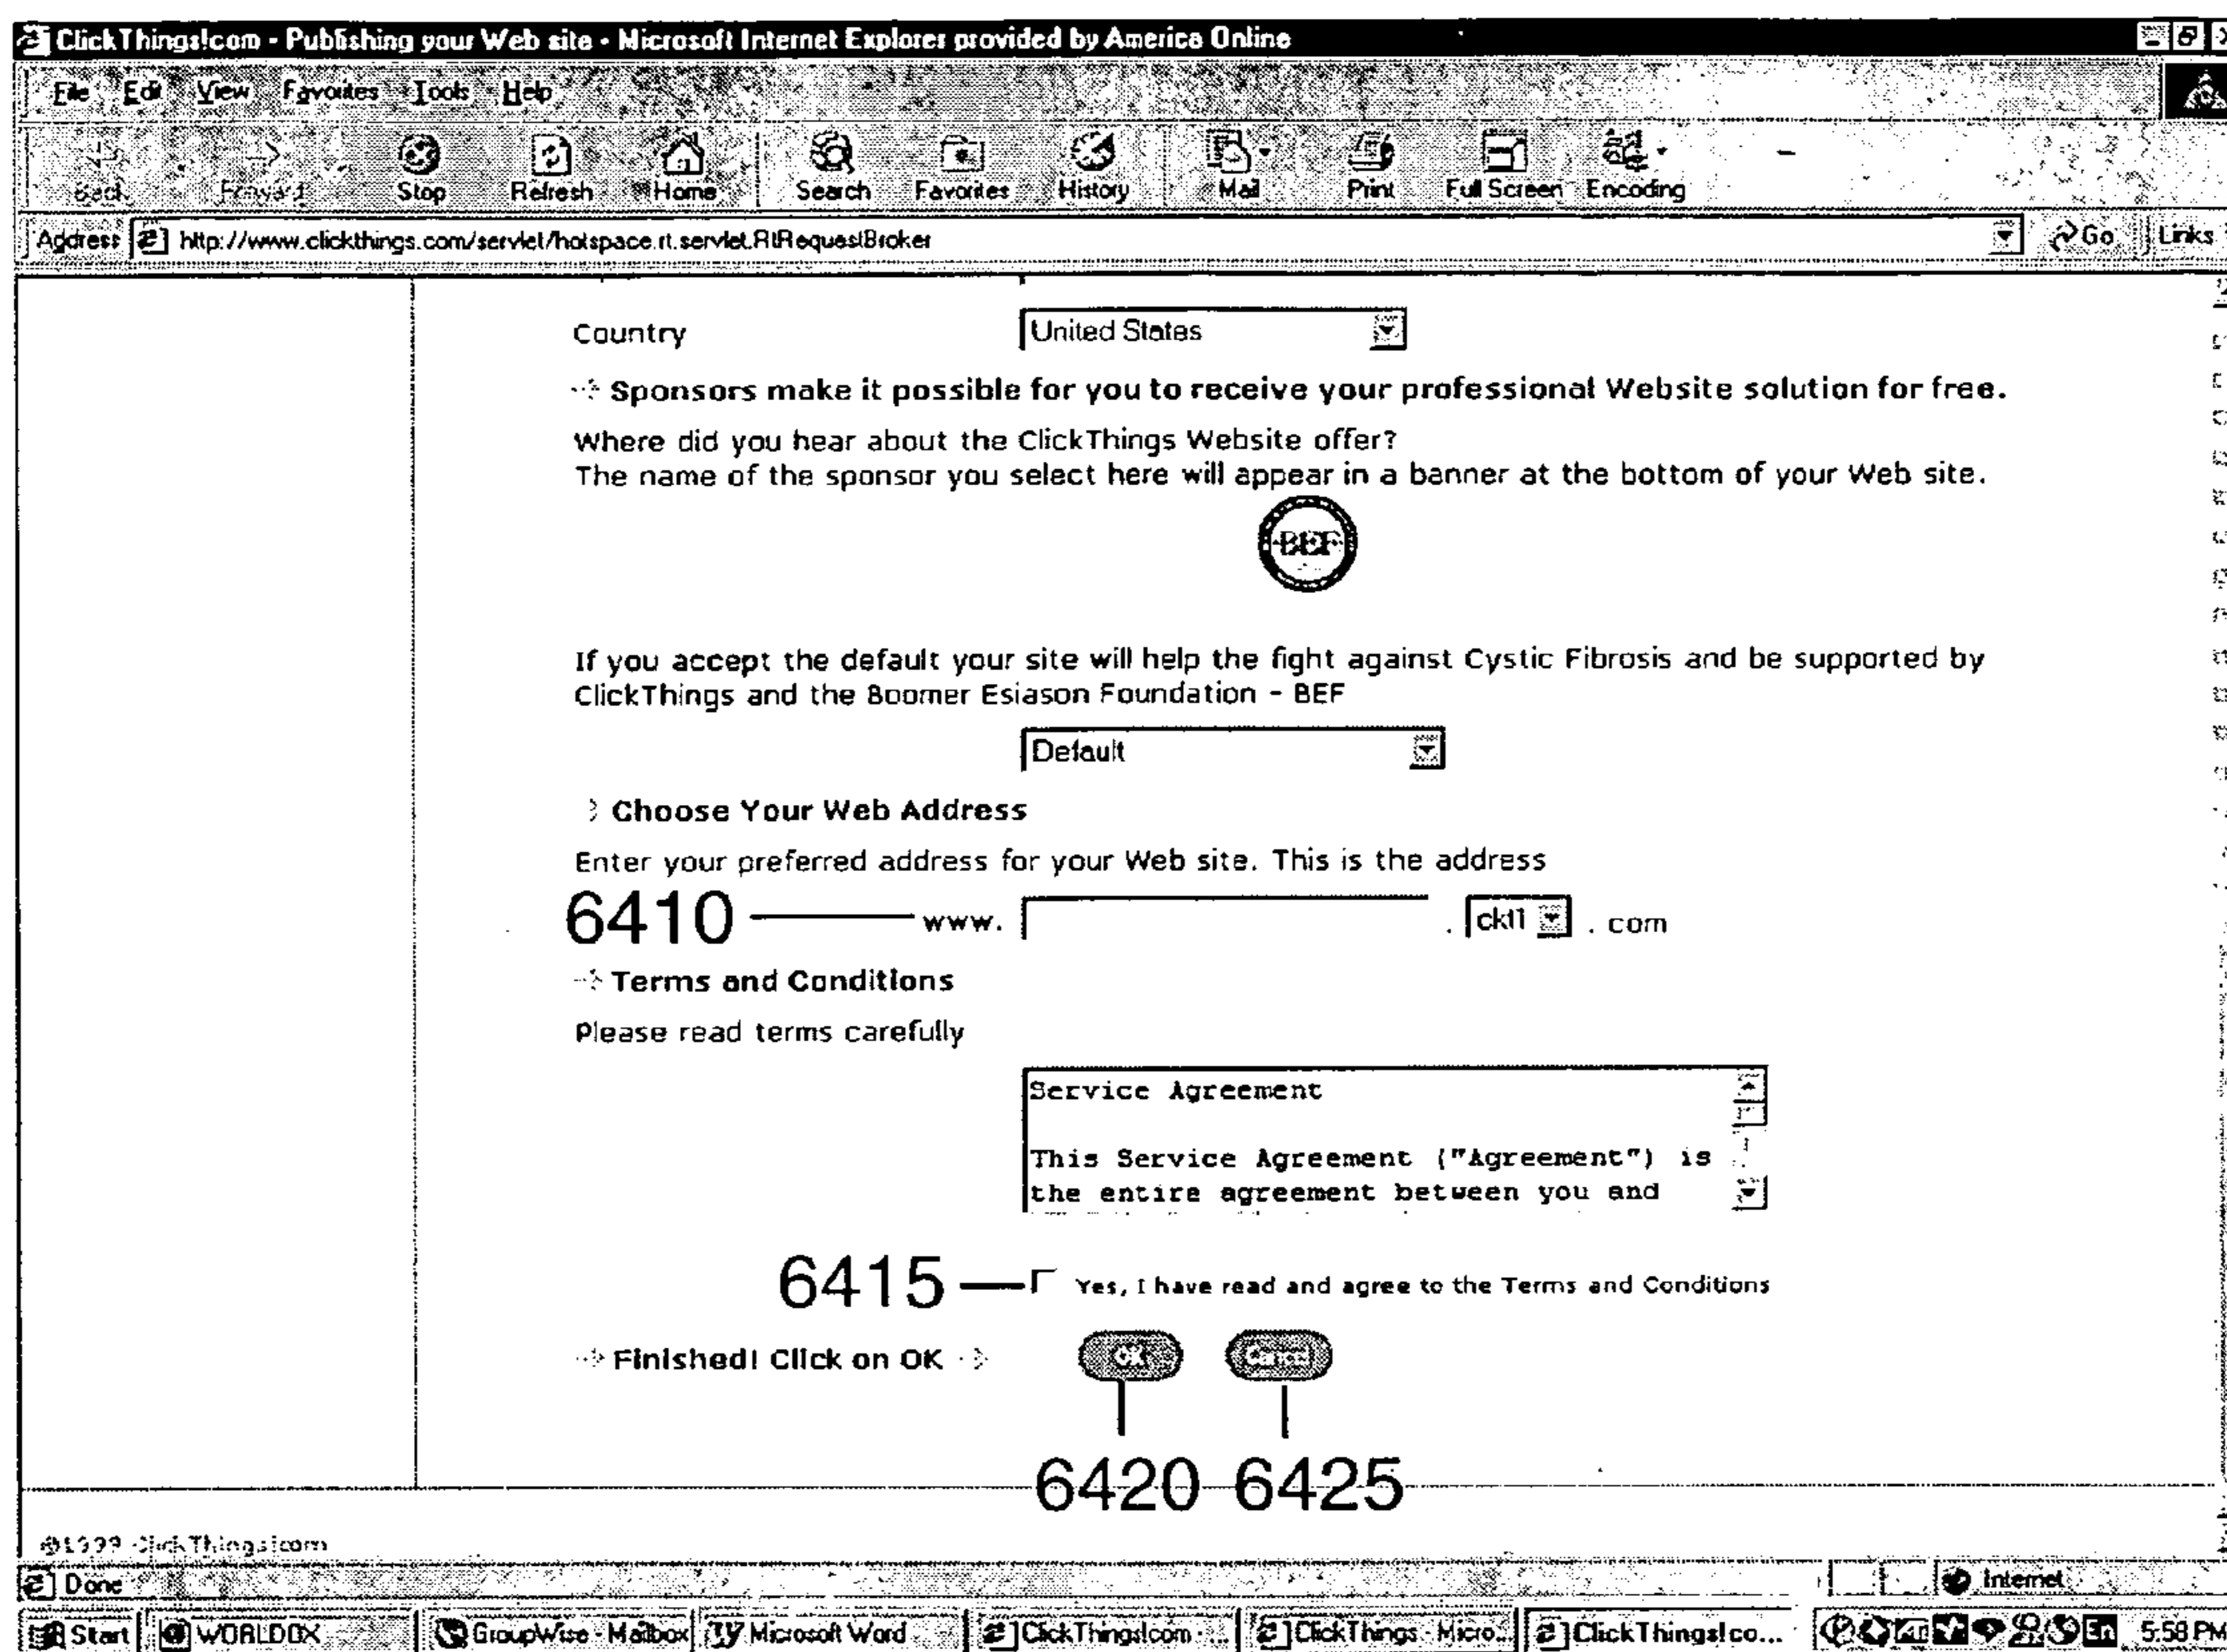 ClickThings!com - Publishing your Web site - Microsoft Internet Explorer provided by America Online
File Edit View Favorites Tools Help
Back Forward Stop Refresh Home Search Favorites History Mail Print Full Screen Encoding
Address http://www.clickthings.com/servlet/hotspace.rt.servlet.RtRequestBroker Go Links
Country United States
Sponsors make it possible for you to receive your professional Website solution for free.
Where did you hear about the ClickThings Website offer?
The name of the sponsor you select here will appear in a banner at the bottom of your Web site.
BEF
If you accept the default your site will help the fight against Cystic Fibrosis and be supported by
ClickThings and the Boomer Esiason Foundation - BEF
Default
Choose Your Web Address
Enter your preferred address for your Web site. This is the address
6410 www. . ckt1 . com
Terms and Conditions
Please read terms carefully
Service Agreement
This Service Agreement ("Agreement") is
the entire agreement between you and
6415 Yes, I have read and agree to the Terms and Conditions
Finished! Click on OK OK Cancel
6420 6425
©1999 ClickThings!com
Done Internet
Start WORLDOX GroupWise - Mailbox Microsoft Word ClickThings!com - ... ClickThings - Micro... ClickThings!co... En 5:58 PM